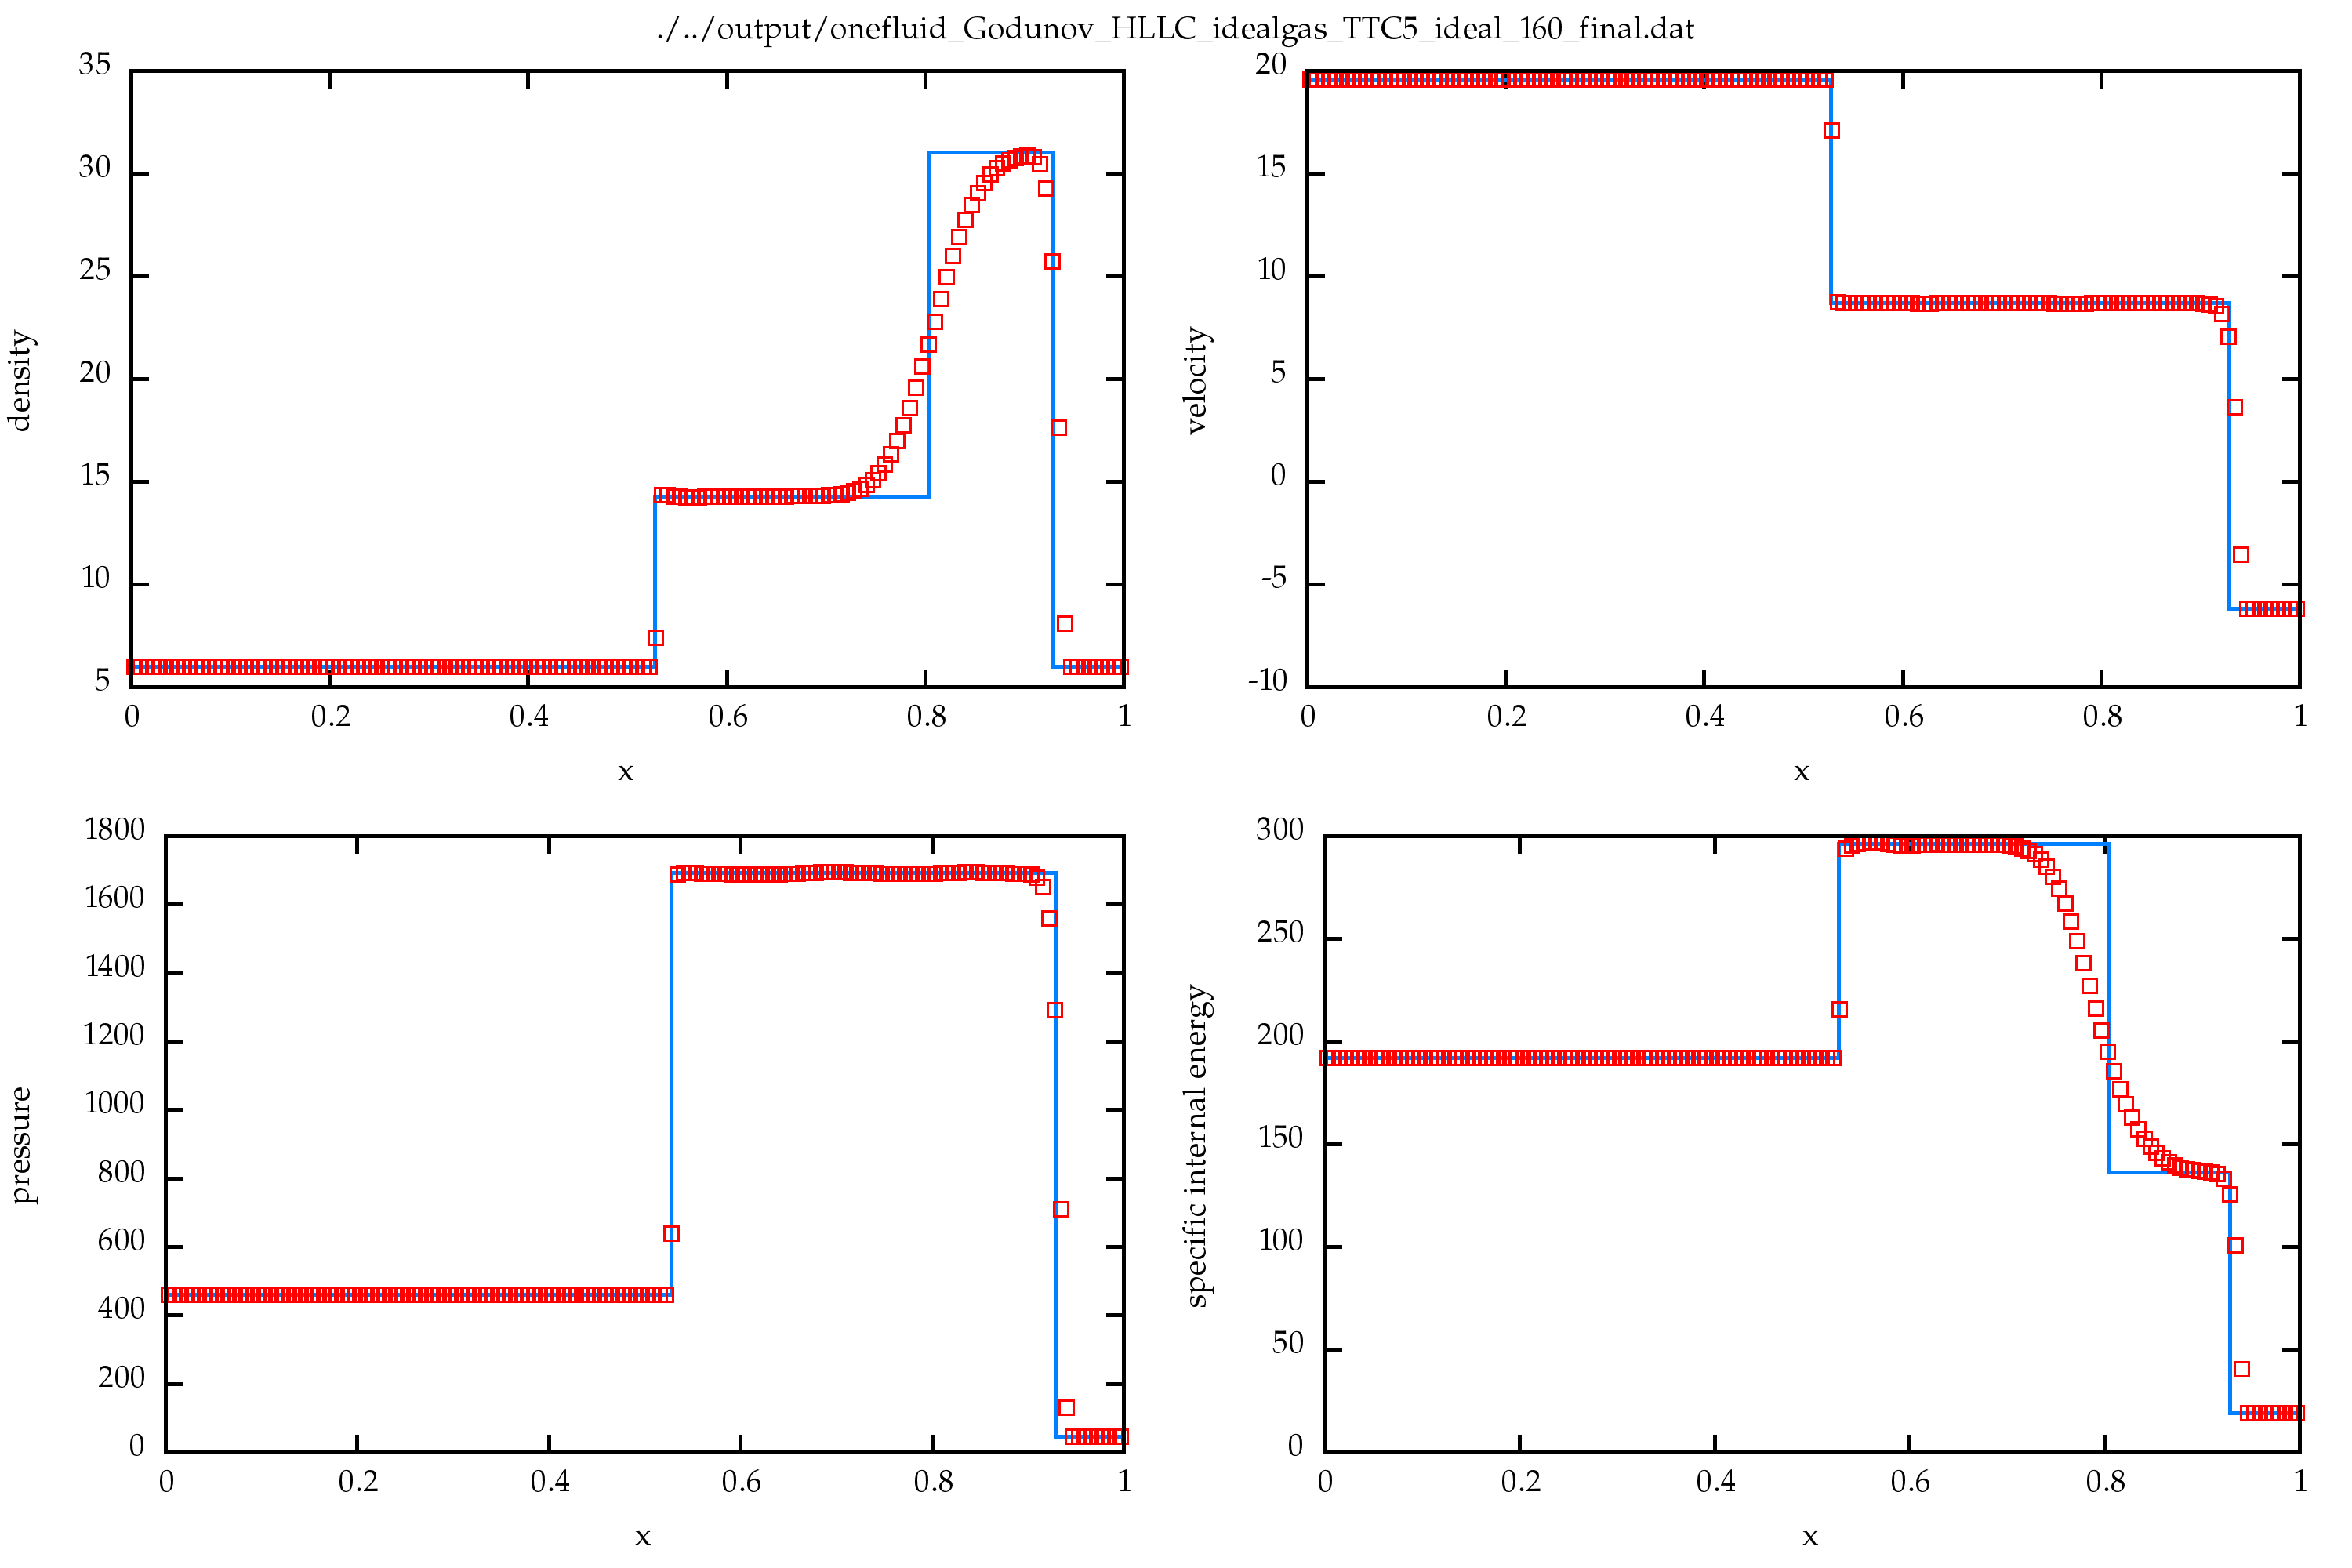 ./../output/onefluid_Godunov_HLLC_idealgas_TTC5_ideal_160_final.dat
35
30
25
20
15
10
5
0 0.2 0.4 0.6 0.8 1
density
x
20
15
10
5
0
-5
-10
0 0.2 0.4 0.6 0.8 1
velocity
x
1800
1600
1400
1200
1000
800
600
400
200
0
0 0.2 0.4 0.6 0.8 1
pressure
x
300
250
200
150
100
50
0
0 0.2 0.4 0.6 0.8 1
specific internal energy
x